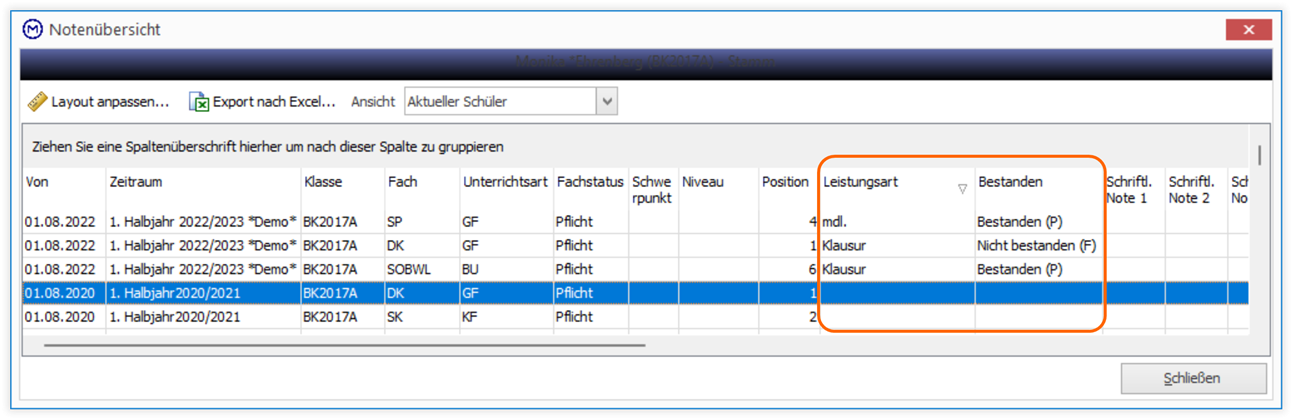 Notenübersicht
(BK2017A)
Layout anpassen... Export nach Excel... Ansicht Aktueller Schüler
Ziehen Sie eine Spaltenüberschrift hierher um nach dieser Spalte zu gruppieren
Von Zeitraum Klasse Fach Unterrichtsart Fachstatus Schwe Niveau Position Leistungsart Bestanden Schriftl. Schriftl. Sch
rpunkt Note 1 Note 2 No
01.08.2022 1. Halbjahr 2022/2023 *Demo* BK2017A SP GF Pflicht 4 mdl. Bestanden (P)
01.08.2022 1. Halbjahr 2022/2023 *Demo* BK2017A DK GF Pflicht 1 Klausur Nicht bestanden (F)
01.08.2022 1. Halbjahr 2022/2023 *Demo* BK2017A SOBWL BU Pflicht 6 Klausur Bestanden (P)
01.08.2020 1. Halbjahr2020/2021 BK2017A DK GF Pflicht 1
01.08.2020 1. Halbjahr2020/2021 BK2017A SK KF Pflicht 2
Schließen